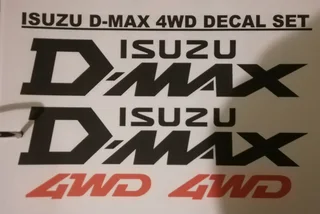 ISUZU D-MAX 4WD DECAL SET
ISUZU
D-MAX
ISUZU
D-MAX
4WD 4WD